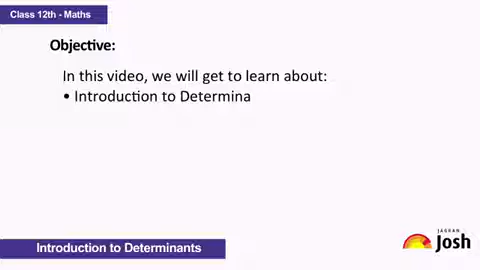 Class 12th - Maths
Objective:
In this video, we will get to learn about:
• Introduction to Determina
Introduction to Determinants
JAGRAN
Josh